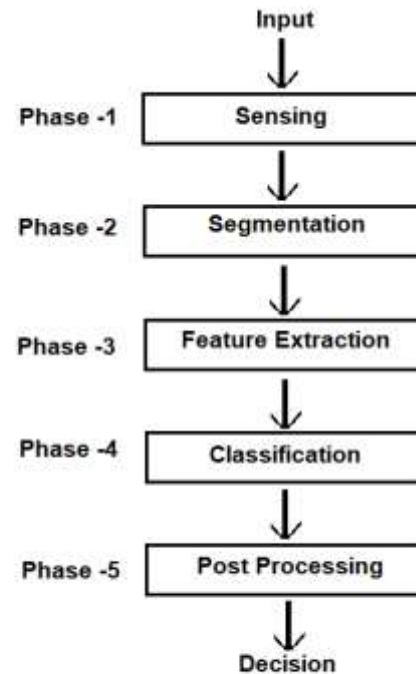 Input
Phase -1
Sensing
Phase -2
Segmentation
Phase -3
Feature Extraction
Phase -4
Classification
Phase -5
Post Processing
Decision